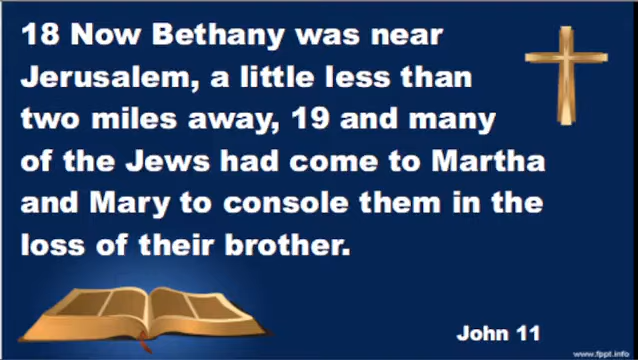 18 Now Bethany was near
Jerusalem, a little less than
two miles away, 19 and many
of the Jews had come to Martha
and Mary to console them in the
loss of their brother.
John 11
www.fppt.info